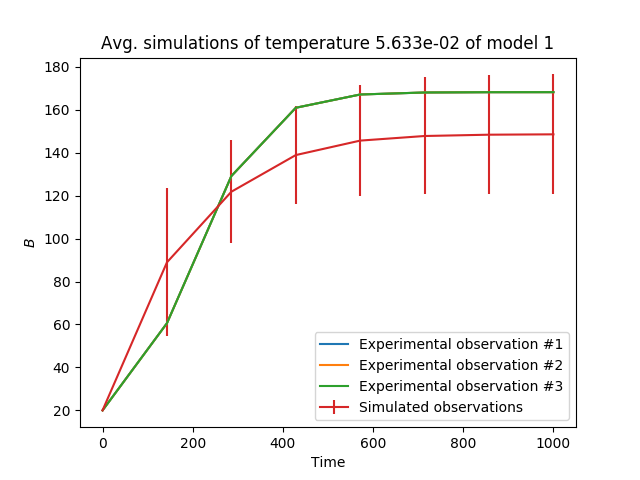 Avg. simulations of temperature 5.633e-02 of model 1
180
160
140
120
100
80
60
40
20
B
0
200
400
600
800
1000
Time
Experimental observation #1
Experimental observation #2
Experimental observation #3
Simulated observations